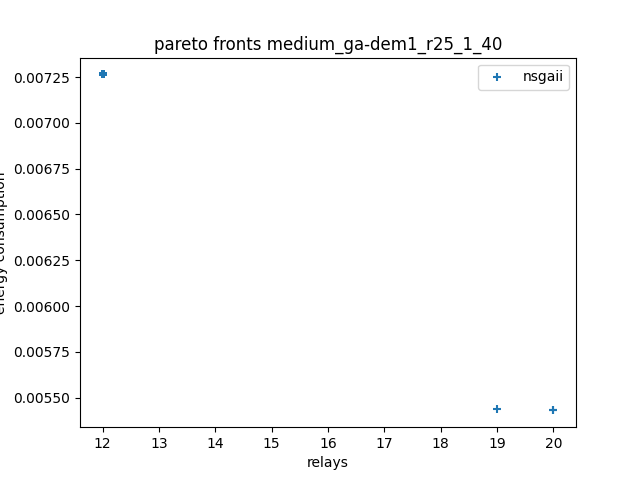 pareto fronts medium_ga-dem1_r25_1_40
nsgaii
0.00725
0.00700
0.00675
0.00650
0.00625
0.00600
0.00575
0.00550
energy consumption
12 13 14 15 16 17 18 19 20
relays